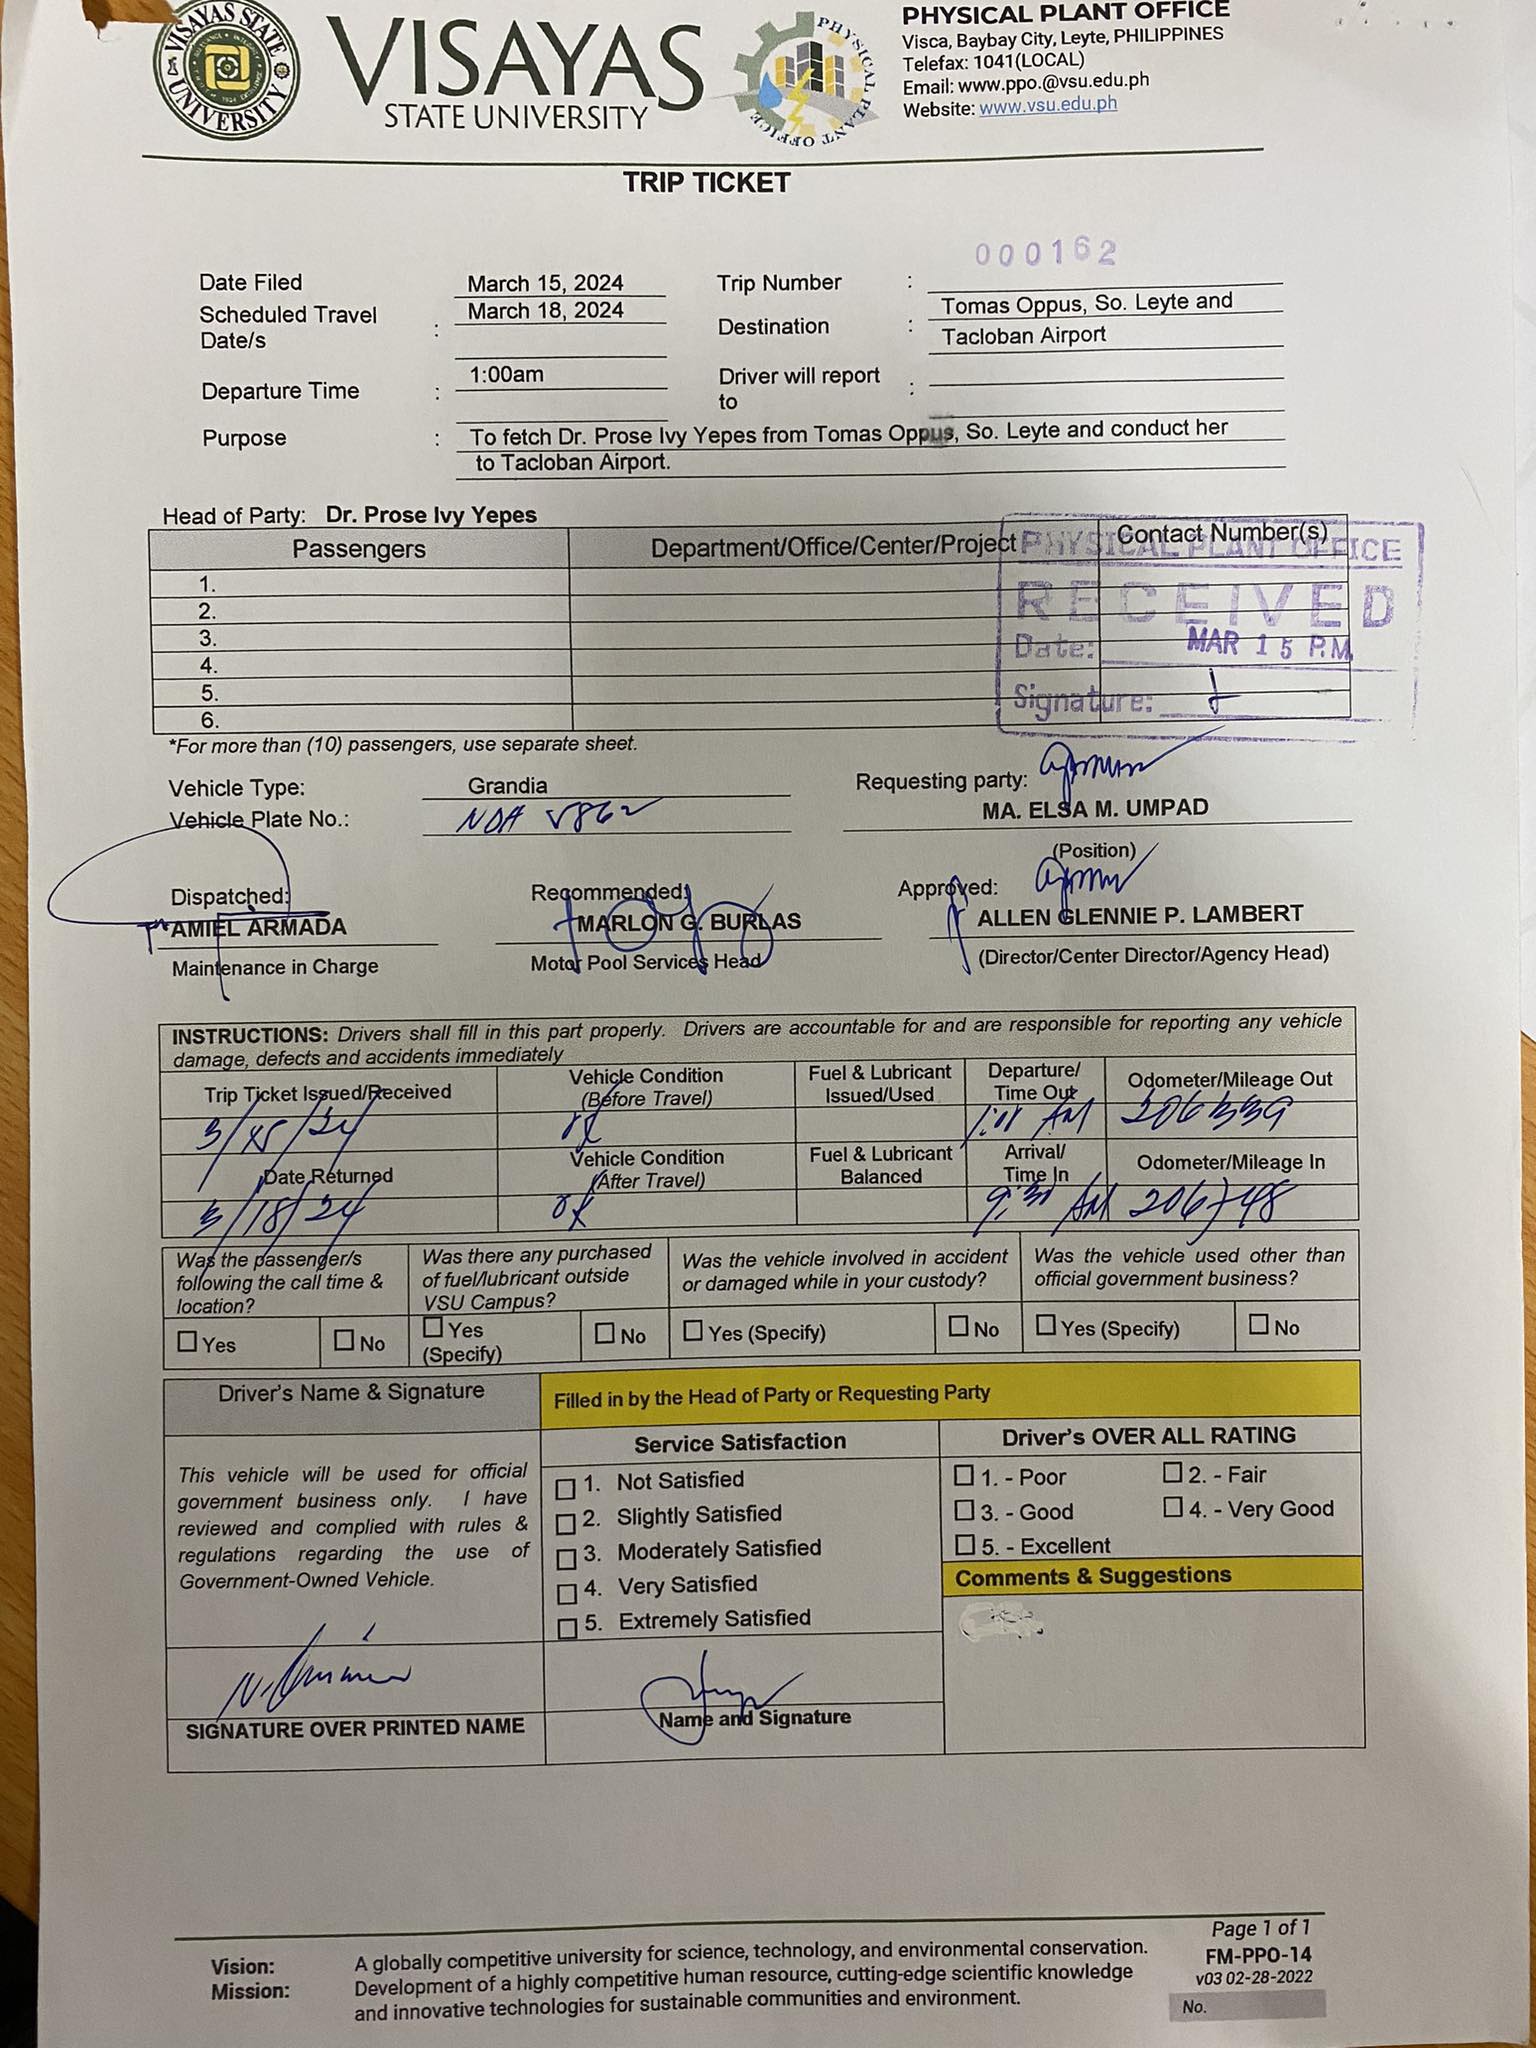 VISAYAS STATE UNIVERSITY
VISAYAS
STATE UNIVERSITY
PHYSICAL PLANT OFFICE
PHYSICAL PLANT OFFICE
Visca, Baybay City, Leyte, PHILIPPINES
Telefax: 1041(LOCAL)
Email: www.ppo.@vsu.edu.ph
Website: www.vsu.edu.ph
TRIP TICKET
000162
Date Filed March 15, 2024 Trip Number :
Scheduled Travel Date/s : March 18, 2024 Destination : Tomas Oppus, So. Leyte and
Tacloban Airport
Departure Time : 1:00am Driver will report to :
Purpose : To fetch Dr. Prose Ivy Yepes from Tomas Oppus, So. Leyte and conduct her
to Tacloban Airport.
Head of Party: Dr. Prose Ivy Yepes
Passengers Department/Office/Center/Project Contact Number(s)
1.
2.
3.
4.
5.
6.
PHYSICAL PLANT OFFICE
RECEIVED
Date: MAR 15 P.M.
Signature:
*For more than (10) passengers, use separate sheet.
Vehicle Type: Grandia Requesting party:
Vehicle Plate No.: MA. ELSA M. UMPAD
(Position)
Dispatched: Recommended: Approved:
AMIEL ARMADA MARLON G. BURLAS ALLEN GLENNIE P. LAMBERT
Maintenance in Charge Motor Pool Services Head (Director/Center Director/Agency Head)
INSTRUCTIONS: Drivers shall fill in this part properly. Drivers are accountable for and are responsible for reporting any vehicle
damage, defects and accidents immediately
Trip Ticket Issued/Received Vehicle Condition (Before Travel) Fuel & Lubricant Issued/Used Departure/ Time Out Odometer/Mileage Out
3/15/24 1:01 AM 206339
Date Returned Vehicle Condition (After Travel) Fuel & Lubricant Balanced Arrival/ Time In Odometer/Mileage In
3/18/24 9:30 AM 206748
Was the passenger/s following the call time & location? Was there any purchased of fuel/lubricant outside VSU Campus? Was the vehicle involved in accident or damaged while in your custody? Was the vehicle used other than official government business?
Yes No Yes (Specify) No Yes (Specify) No Yes (Specify) No
Driver's Name & Signature Filled in by the Head of Party or Requesting Party
This vehicle will be used for official
government business only. I have
reviewed and complied with rules &
regulations regarding the use of
Government-Owned Vehicle.
SIGNATURE OVER PRINTED NAME
Service Satisfaction
1. Not Satisfied
2. Slightly Satisfied
3. Moderately Satisfied
4. Very Satisfied
5. Extremely Satisfied
Name and Signature
Driver's OVER ALL RATING
1. - Poor 2. - Fair
3. - Good 4. - Very Good
5. - Excellent
Comments & Suggestions
Vision: A globally competitive university for science, technology, and environmental conservation.
Mission: Development of a highly competitive human resource, cutting-edge scientific knowledge
and innovative technologies for sustainable communities and environment.
Page 1 of 1
FM-PPO-14
v03 02-28-2022
No.